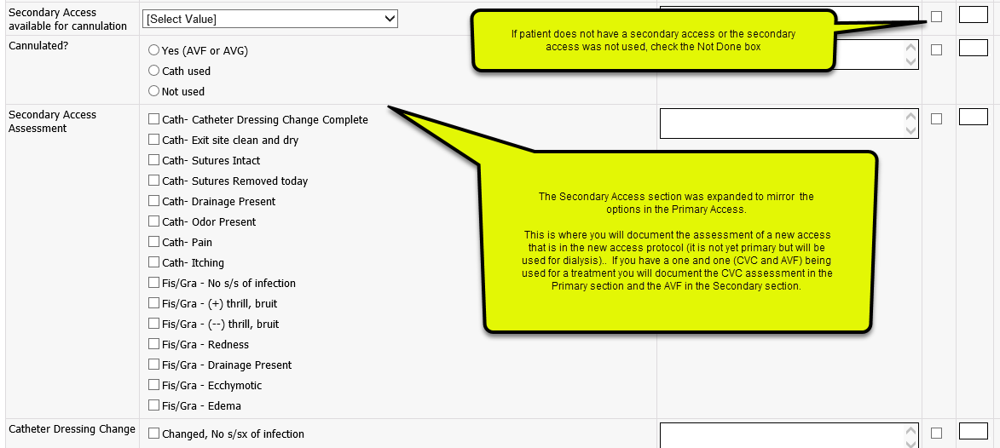 Secondary Access
available for cannulation
[Select Value]
If patient does not have a secondary access or the secondary
access was not used, check the Not Done box
Cannulated?
Yes (AVF or AVG)
Cath used
Not used
Secondary Access
Assessment
Cath- Catheter Dressing Change Complete
Cath- Exit site clean and dry
Cath- Sutures Intact
Cath- Sutures Removed today
Cath- Drainage Present
Cath- Odor Present
Cath- Pain
Cath- Itching
Fis/Gra - No s/s of infection
Fis/Gra - (+) thrill, bruit
Fis/Gra - (--) thrill, bruit
Fis/Gra - Redness
Fis/Gra - Drainage Present
Fis/Gra - Ecchymotic
Fis/Gra - Edema
The Secondary Access section was expanded to mirror the
options in the Primary Access.
This is where you will document the assessment of a new access
that is in the new access protocol (it is not yet primary but will be
used for dialysis).. If you have a one and one (CVC and AVF) being
used for a treatment you will document the CVC assessment in the
Primary section and the AVF in the Secondary section.
Catheter Dressing Change
Changed, No s/sx of infection